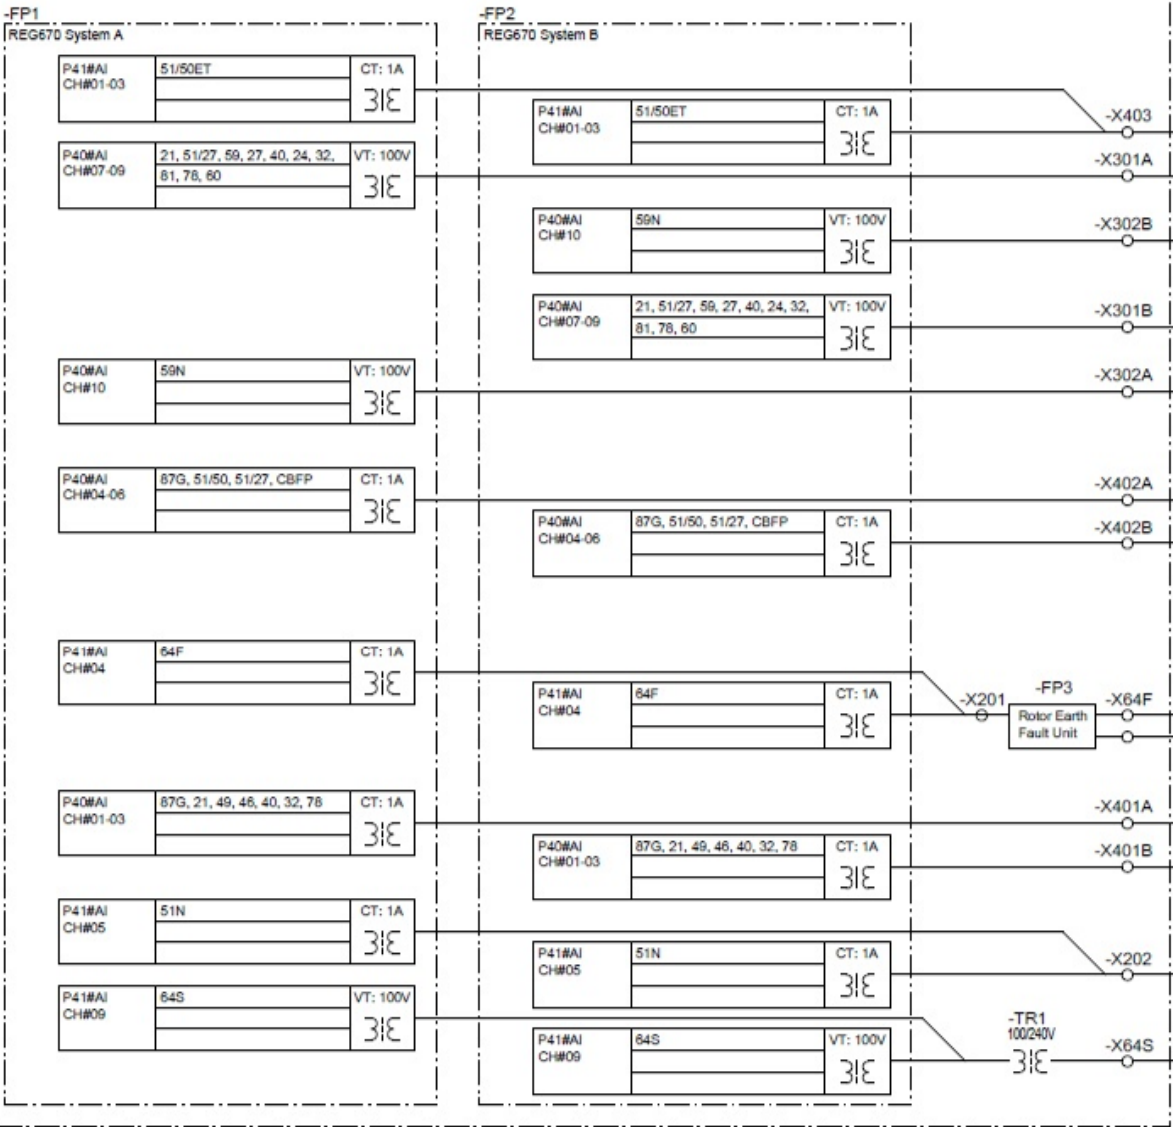 -FP1
REG670 System A
P41#AI
CH#01-03
51/50ET
CT: 1A
P40#AI
CH#07-09
21, 51/27, 59, 27, 40, 24, 32,
81, 78, 60
VT: 100V
P40#AI
CH#10
59N
VT: 100V
P40#AI
CH#04-06
87G, 51/50, 51/27, CBFP
CT: 1A
P41#AI
CH#04
64F
CT: 1A
P40#AI
CH#01-03
87G, 21, 49, 46, 40, 32, 78
CT: 1A
P41#AI
CH#05
51N
CT: 1A
P41#AI
CH#09
64S
VT: 100V
-FP2
REG670 System B
P41#AI
CH#01-03
51/50ET
CT: 1A
P40#AI
CH#10
59N
VT: 100V
P40#AI
CH#07-09
21, 51/27, 59, 27, 40, 24, 32,
81, 78, 60
VT: 100V
P40#AI
CH#04-06
87G, 51/50, 51/27, CBFP
CT: 1A
P41#AI
CH#04
64F
CT: 1A
P40#AI
CH#01-03
87G, 21, 49, 46, 40, 32, 78
CT: 1A
P41#AI
CH#05
51N
CT: 1A
P41#AI
CH#09
64S
VT: 100V
-X403
-X301A
-X302B
-X301B
-X302A
-X402A
-X402B
-X201
-FP3
Rotor Earth
Fault Unit
-X64F
-X401A
-X401B
-X202
-TR1
100/240V
-X64S